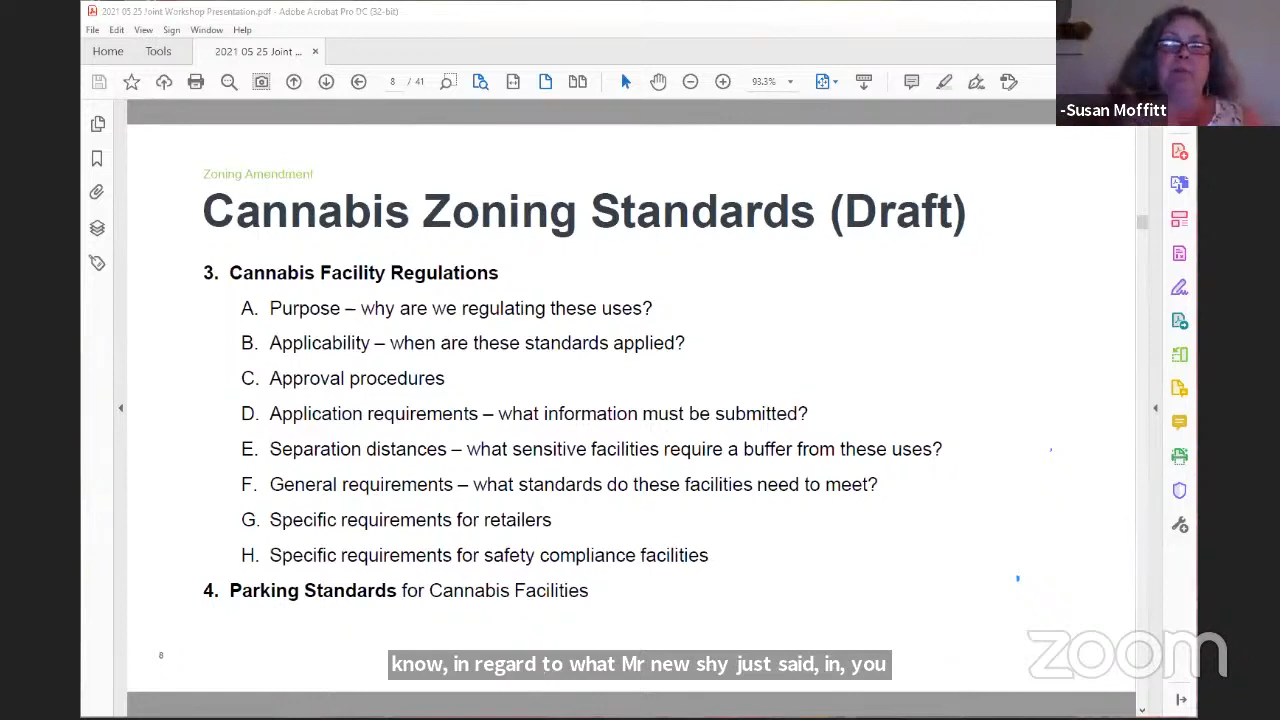 2021 05 25 Joint Workshop Presentation.pdf - Adobe Acrobat Pro DC (32-bit)
File Edit View Sign Window Help
Home Tools 2021 05 25 Joint ... ×
8 / 41 93.3%
-Susan Moffitt
Zoning Amendment
Cannabis Zoning Standards (Draft)
3. Cannabis Facility Regulations
A. Purpose – why are we regulating these uses?
B. Applicability – when are these standards applied?
C. Approval procedures
D. Application requirements – what information must be submitted?
E. Separation distances – what sensitive facilities require a buffer from these uses?
F. General requirements – what standards do these facilities need to meet?
G. Specific requirements for retailers
H. Specific requirements for safety compliance facilities
4. Parking Standards for Cannabis Facilities
8
know, in regard to what Mr new shy just said, in, you
zoom